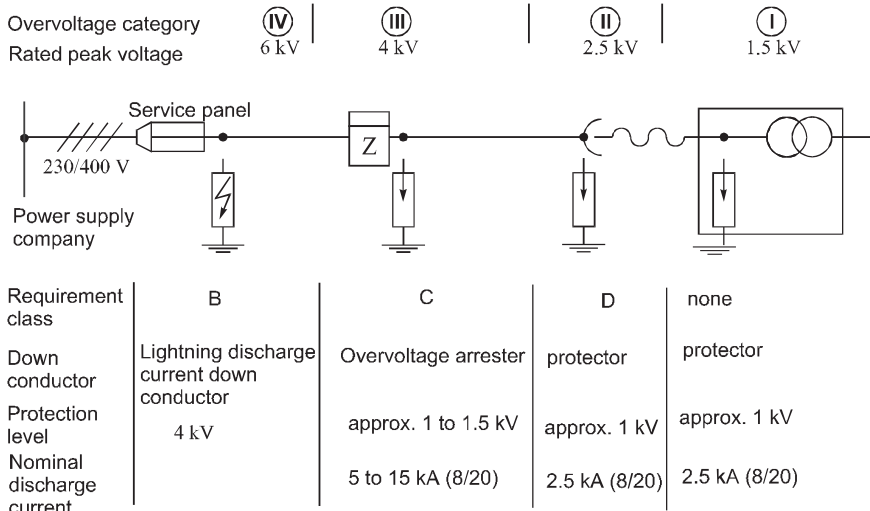 Overvoltage category IV III II I
Rated peak voltage 6 kV 4 kV 2.5 kV 1.5 kV
Service panel
Z
230/400 V
Power supply
company
Requirement
class
B
C
D
none
Down
conductor
Lightning discharge
current down
conductor
Overvoltage arrester
protector
protector
Protection
level
4 kV
approx. 1 to 1.5 kV
approx. 1 kV
approx. 1 kV
Nominal
discharge
current
5 to 15 kA (8/20)
2.5 kA (8/20)
2.5 kA (8/20)